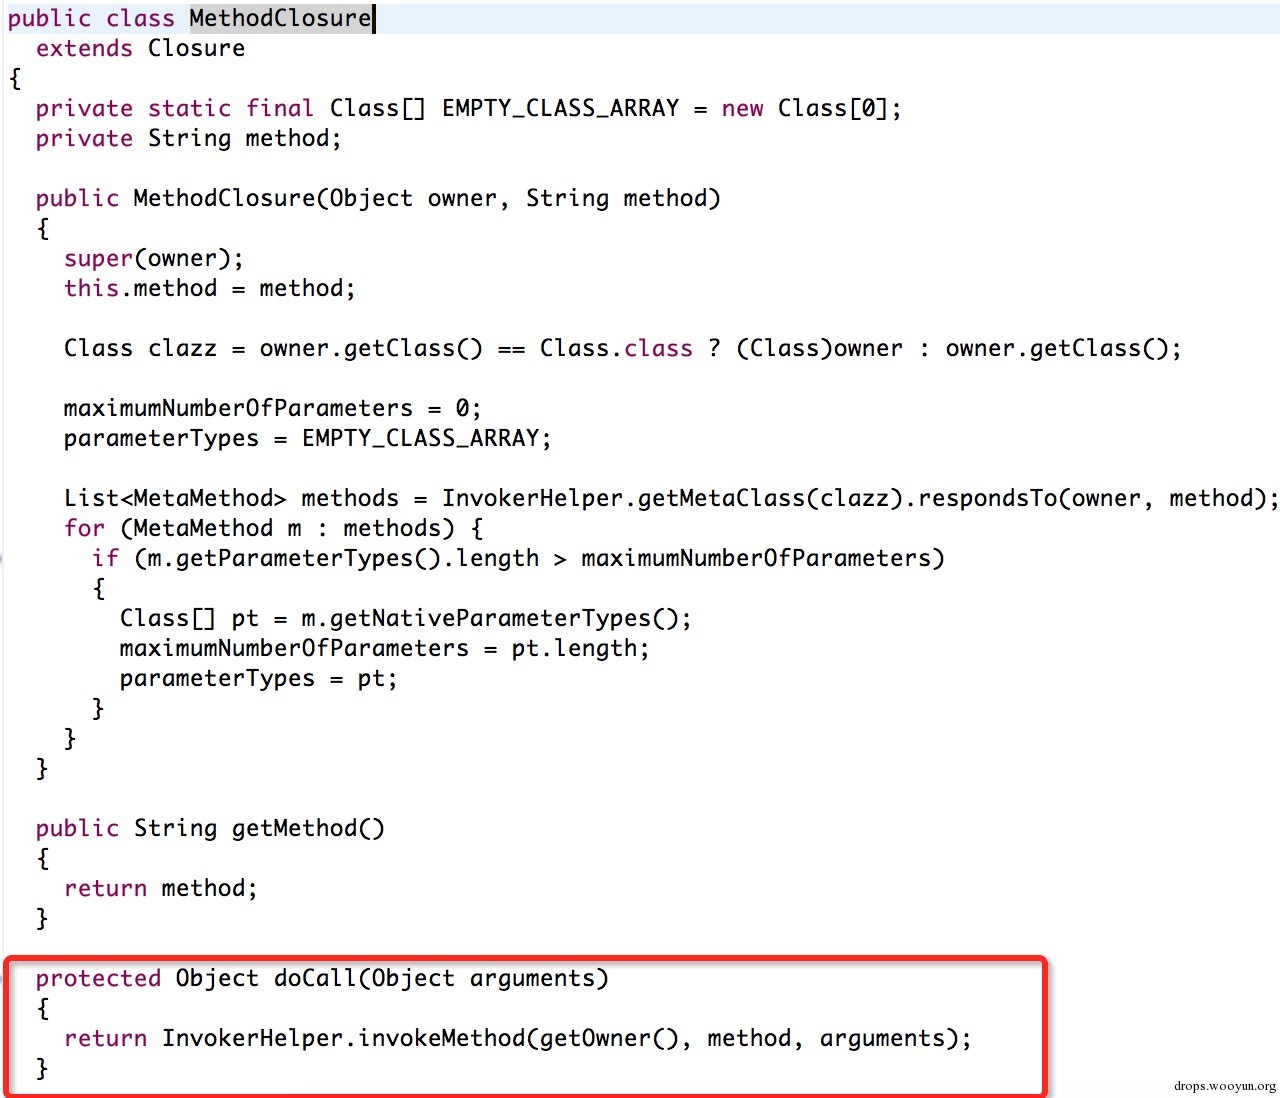 public class MethodClosure
extends Closure
{
private static final Class[] EMPTY_CLASS_ARRAY = new Class[0];
private String method;
public MethodClosure(Object owner, String method)
{
super(owner);
this.method = method;
Class clazz = owner.getClass() == Class.class ? (Class)owner : owner.getClass();
maximumNumberOfParameters = 0;
parameterTypes = EMPTY_CLASS_ARRAY;
List<MetaMethod> methods = InvokerHelper.getMetaClass(clazz).respondsTo(owner, method);
for (MetaMethod m : methods) {
if (m.getParameterTypes().length > maximumNumberOfParameters)
{
Class[] pt = m.getNativeParameterTypes();
maximumNumberOfParameters = pt.length;
parameterTypes = pt;
}
}
}
public String getMethod()
{
return method;
}
protected Object doCall(Object arguments)
{
return InvokerHelper.invokeMethod(getOwner(), method, arguments);
}
drops.wooyun.org